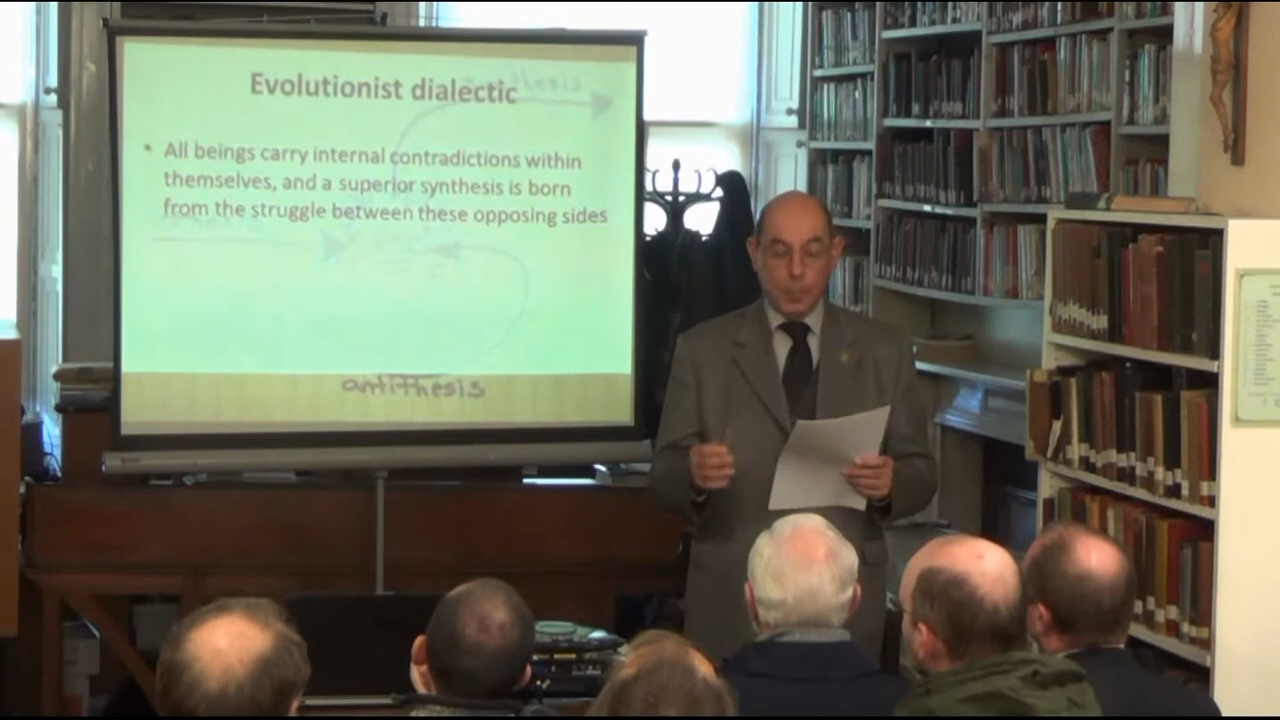 Evolutionist dialectic
• All beings carry internal contradictions within
themselves, and a superior synthesis is born
from the struggle between these opposing sides
antithesis